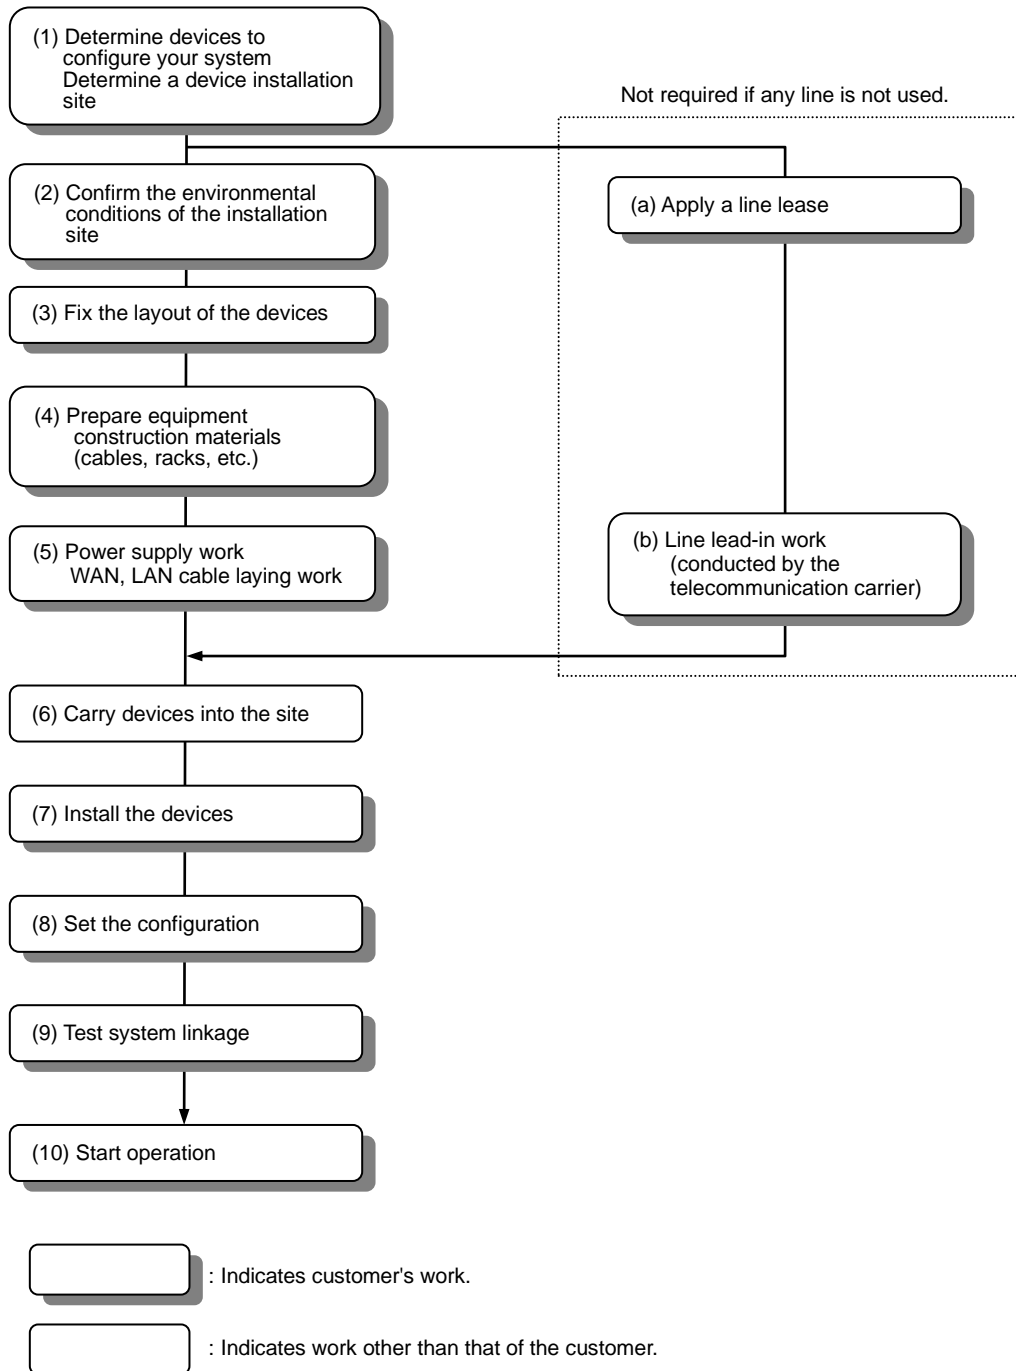 (1) Determine devices to
configure your system
Determine a device installation
site
Not required if any line is not used.
(2) Confirm the environmental
conditions of the installation
site
(a) Apply a line lease
(3) Fix the layout of the devices
(4) Prepare equipment
construction materials
(cables, racks, etc.)
(5) Power supply work
WAN, LAN cable laying work
(b) Line lead-in work
(conducted by the
telecommunication carrier)
(6) Carry devices into the site
(7) Install the devices
(8) Set the configuration
(9) Test system linkage
(10) Start operation
: Indicates customer's work.
: Indicates work other than that of the customer.